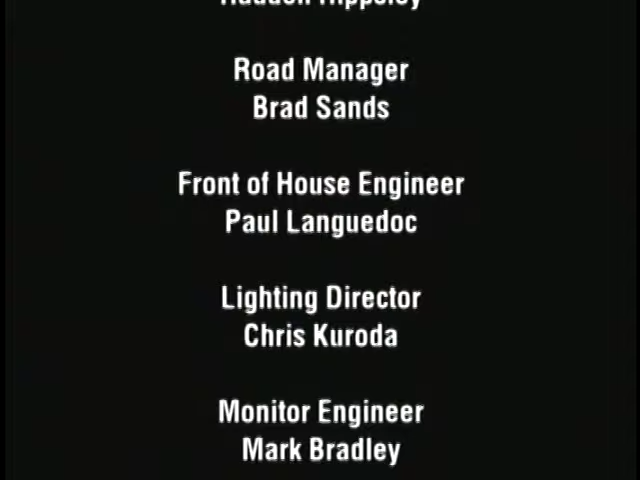 Road Manager
Brad Sands
Front of House Engineer
Paul Languedoc
Lighting Director
Chris Kuroda
Monitor Engineer
Mark Bradley